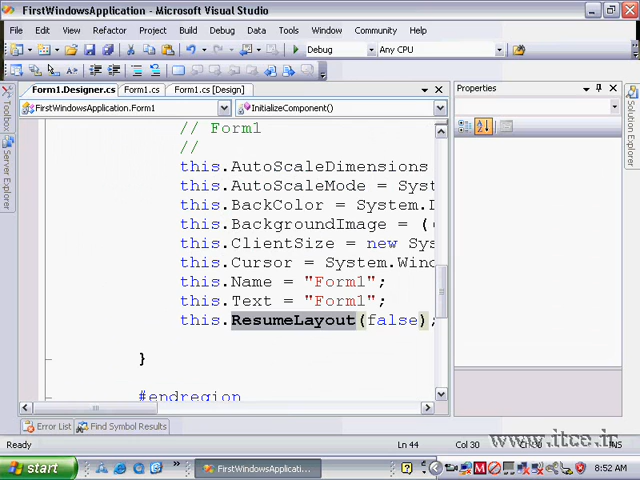 FirstWindowsApplication - Microsoft Visual Studio
File Edit View Refactor Project Build Debug Data Tools Window Community Help
Debug Any CPU
Form1.Designer.cs Form1.cs Form1.cs [Design]
FirstWindowsApplication.Form1 InitializeComponent()
Toolbox
Server Explorer
// Form1
//
this.AutoScaleDimensions
this.AutoScaleMode = Syst
this.BackColor = System.D
this.BackgroundImage = (
this.ClientSize = new Sys
this.Cursor = System.Wind
this.Name = "Form1";
this.Text = "Form1";
this.ResumeLayout(false);
}
#endregion
Properties
Solution Explorer
Error List Find Symbol Results
Ready Ln 44 Col 30 INS
www.itce.in
start FirstWindowsApplicati... 8:52 AM